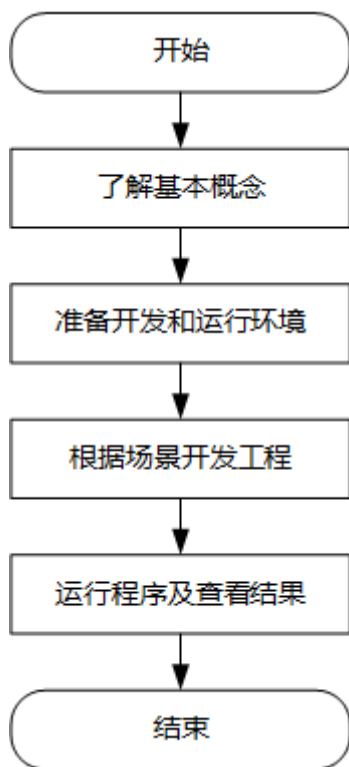 开始
了解基本概念
准备开发和运行环境
根据场景开发工程
运行程序及查看结果
结束